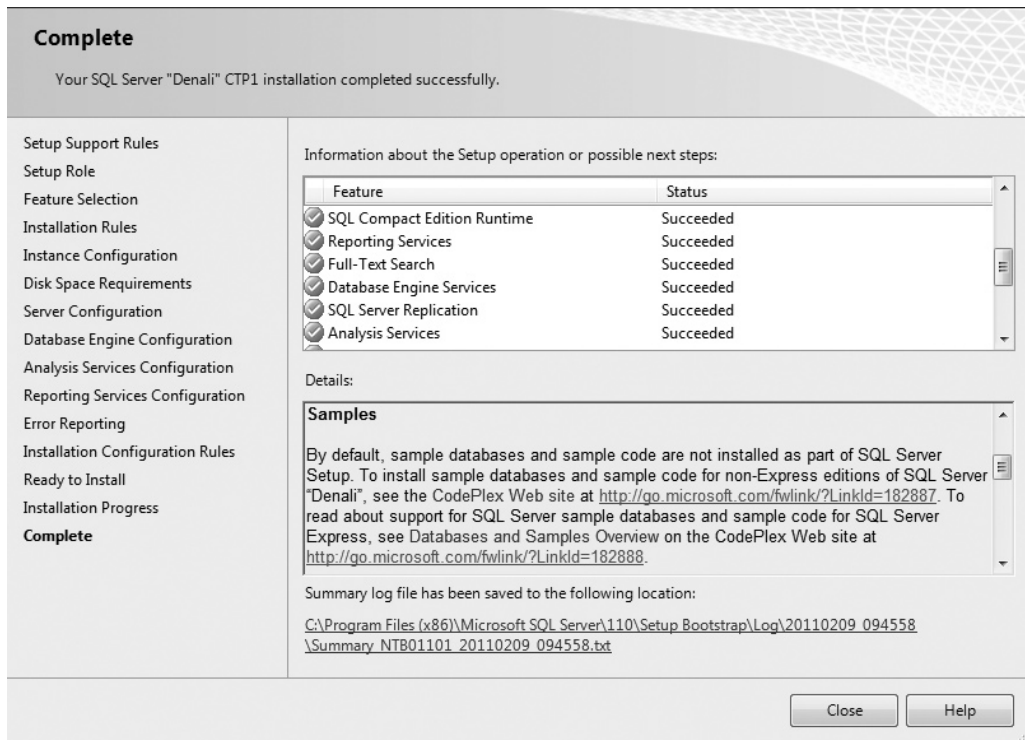 Complete
Your SQL Server "Denali" CTP1 installation completed successfully.
Setup Support Rules
Setup Role
Feature Selection
Installation Rules
Instance Configuration
Disk Space Requirements
Server Configuration
Database Engine Configuration
Analysis Services Configuration
Reporting Services Configuration
Error Reporting
Installation Configuration Rules
Ready to Install
Installation Progress
Complete
Information about the Setup operation or possible next steps:
Feature Status
SQL Compact Edition Runtime Succeeded
Reporting Services Succeeded
Full-Text Search Succeeded
Database Engine Services Succeeded
SQL Server Replication Succeeded
Analysis Services Succeeded
Details:
Samples
By default, sample databases and sample code are not installed as part of SQL Server
Setup. To install sample databases and sample code for non-Express editions of SQL Server
"Denali", see the CodePlex Web site at http://go.microsoft.com/fwlink/?LinkId=182887. To
read about support for SQL Server sample databases and sample code for SQL Server
Express, see Databases and Samples Overview on the CodePlex Web site at
http://go.microsoft.com/fwlink/?LinkId=182888.
Summary log file has been saved to the following location:
C:\Program Files (x86)\Microsoft SQL Server\110\Setup Bootstrap\Log\20110209_094558
\Summary_NTB01101_20110209_094558.txt
Close Help